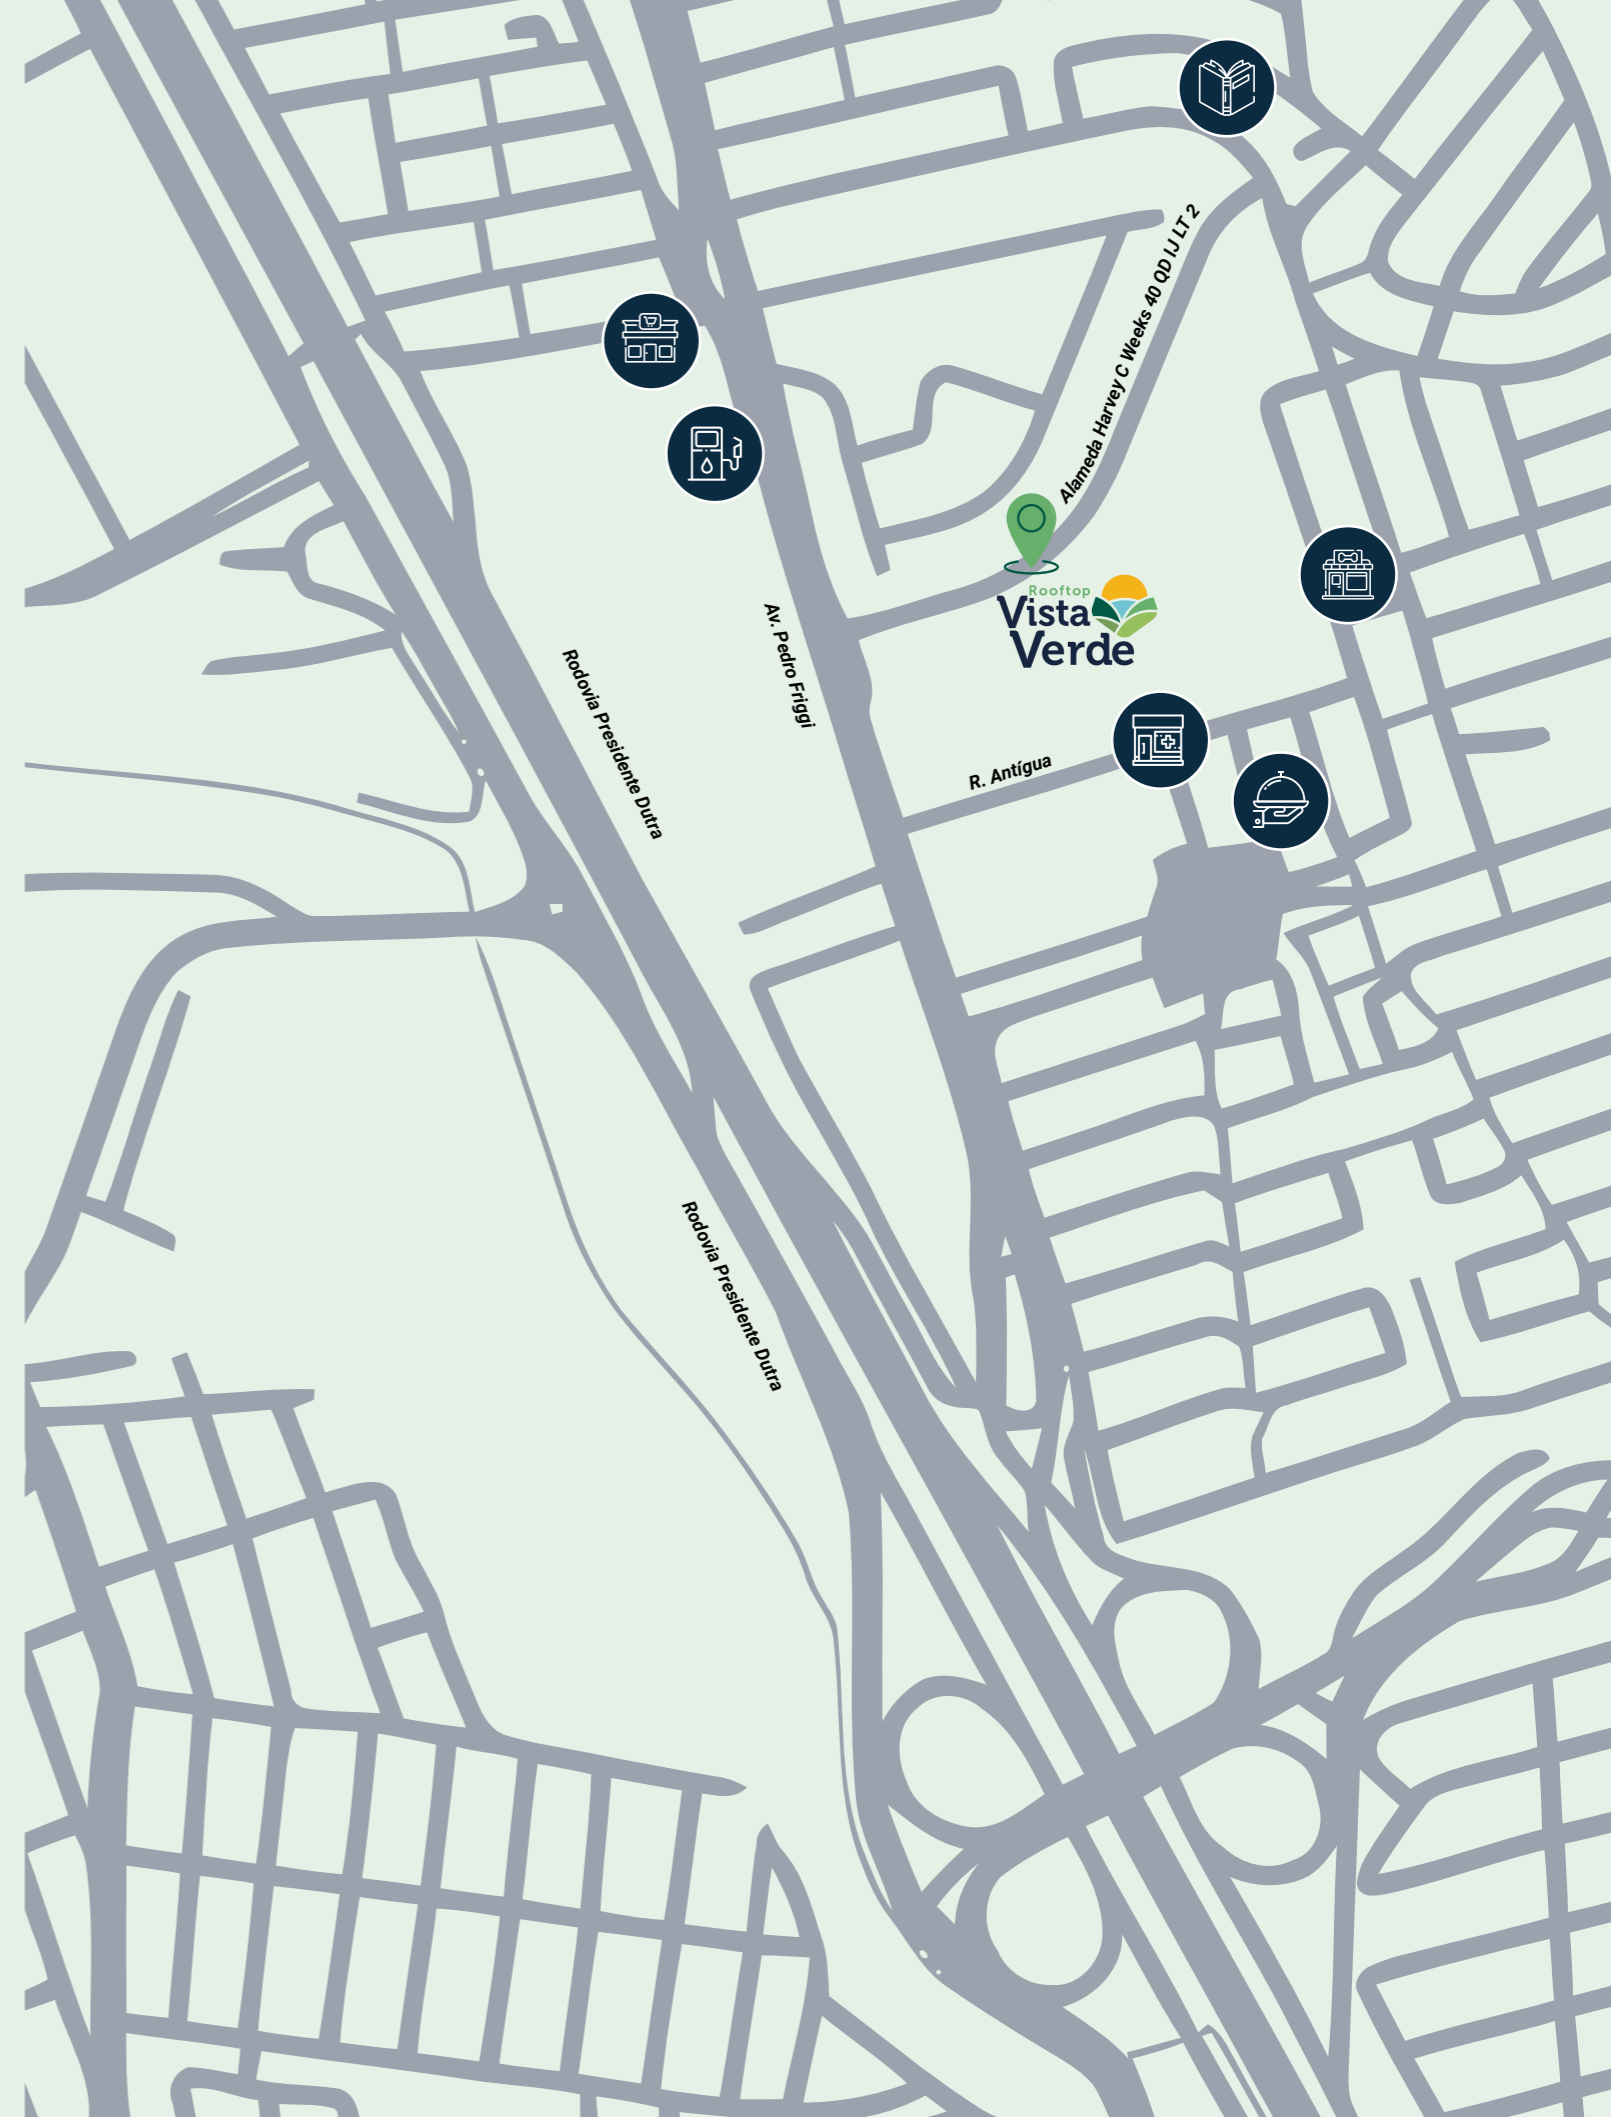 Alameda Harvey C Weeks 40 QD IJ LT 2
Rooftop
Vista
Verde
Av. Pedro Friggi
Rodovia Presidente Dutra
R. Antígua
Rodovia Presidente Dutra